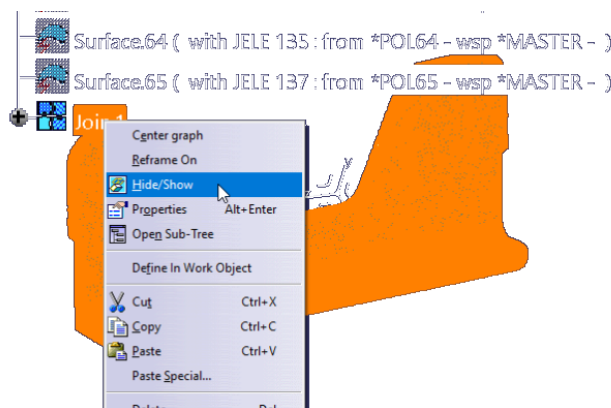 Surface.64 ( with JELE 135 : from *POL64 - wsp *MASTER - )
Surface.65 ( with JELE 137 : from *POL65 - wsp *MASTER - )
Join.1
Center graph
Reframe On
Hide/Show
Properties Alt+Enter
Open Sub-Tree
Define In Work Object
Cut Ctrl+X
Copy Ctrl+C
Paste Ctrl+V
Paste Special...
Delete Del